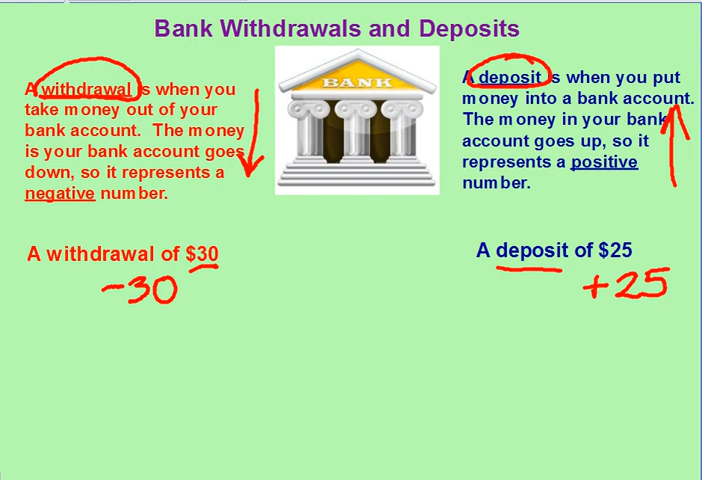 Bank Withdrawals and Deposits
A withdrawal is when you
take money out of your
bank account. The money
is your bank account goes
down, so it represents a
negative number.
BANK
A deposit is when you put
money into a bank account.
The money in your bank
account goes up, so it
represents a positive
number.
A withdrawal of $30
-30
A deposit of $25
+25